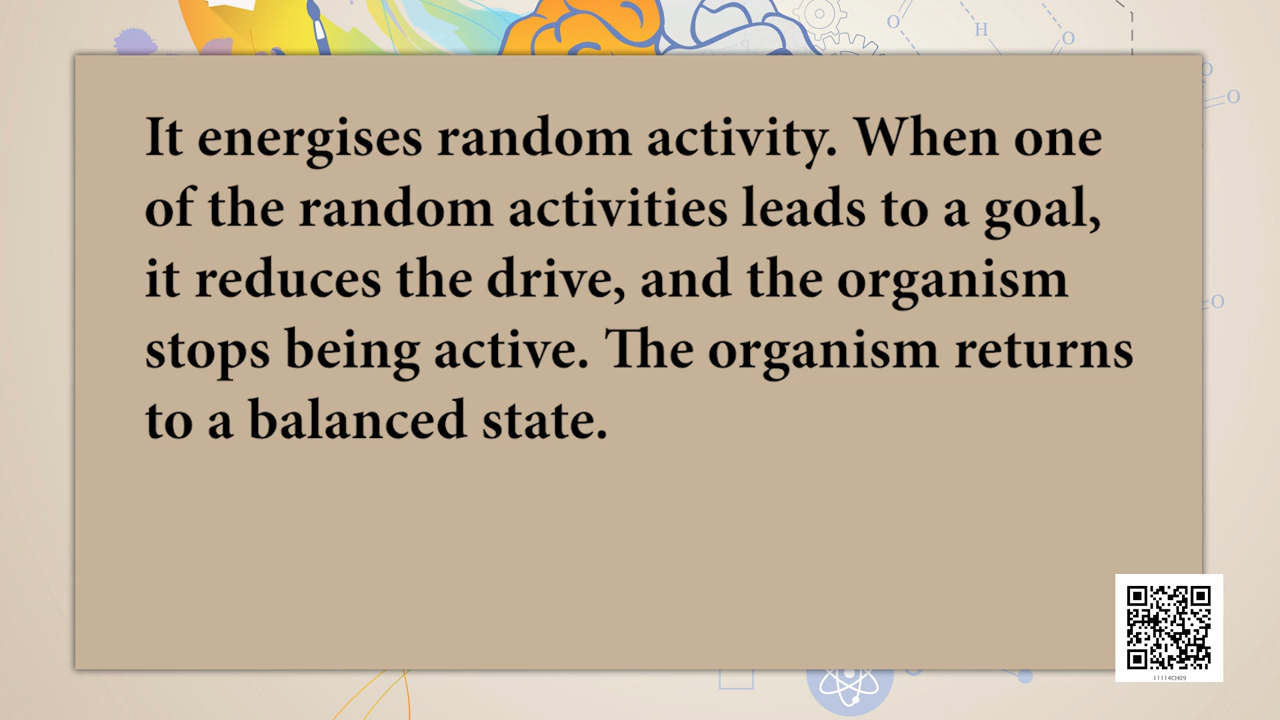 It energises random activity. When one
of the random activities leads to a goal,
it reduces the drive, and the organism
stops being active. The organism returns
to a balanced state.
O
H
O
O
O
O
11114CH09